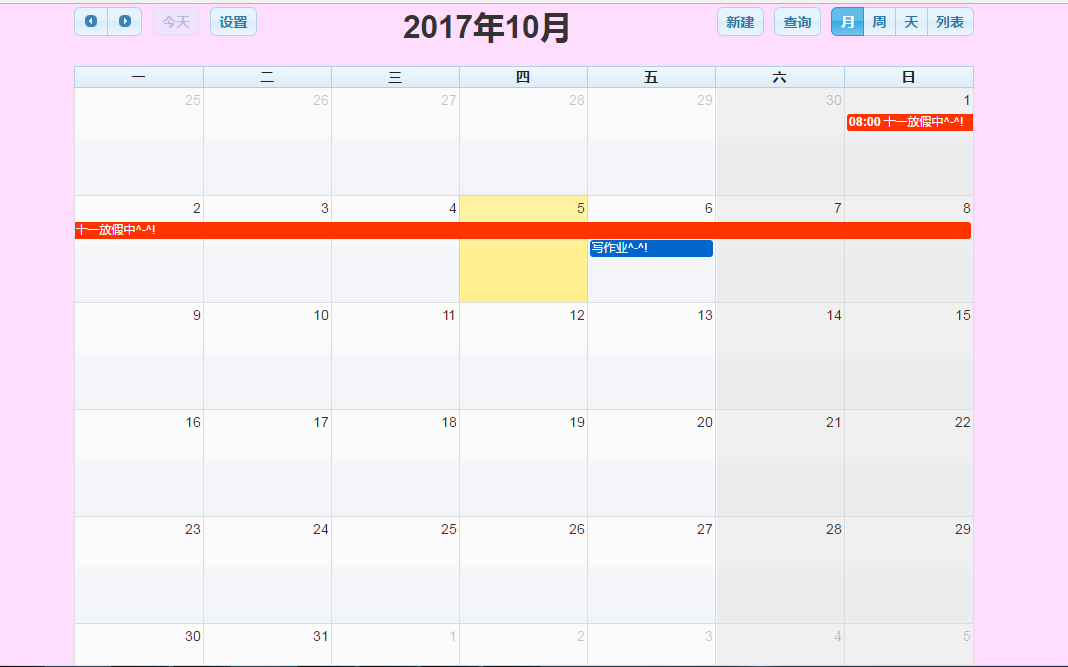 今天 设置 2017年10月 新建 查询 月 周 天 列表
一 二 三 四 五 六 日
25 26 27 28 29 30 1
08:00 十一放假中^-^!
2 3 4 5 6 7 8
十一放假中^-^!
写作业^-^!
9 10 11 12 13 14 15
16 17 18 19 20 21 22
23 24 25 26 27 28 29
30 31 1 2 3 4 5